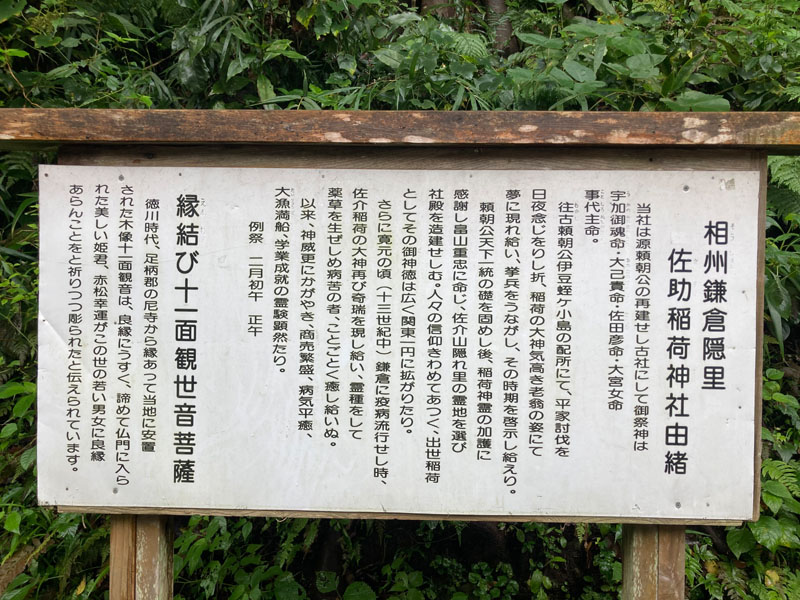 相州鎌倉隠里
佐助稲荷神社由緒
当社は源頼朝公の再建せし古社にして御祭神は
宇加御魂命・大己貴命・佐田彦命・大宮女命
事代主命。
往古頼朝公伊豆蛭ケ小島の配所にて、平家討伐を
日夜念じをりし折、稲荷の大神気高き老翁の姿にて
夢に現れ給い、挙兵をうながし、その時期を啓示し給えり。
頼朝公天下一統の礎を固めし後、稲荷神霊の加護に
感謝し畠山重忠に命じ、佐介山隠れ里の霊地を選び
社殿を造建せしむ。人々の信仰きわめてあつく、出世稲荷
としてその御神徳は広く関東一円に拡がりたり。
さらに寛元の頃（十三世紀中）鎌倉に疫病流行せし時、
佐介稲荷の大神再び奇瑞を現し給い、霊種をして
薬草を生ぜしめ病苦の者、ことごとく癒し給いぬ。
以来、神威更にかがやき、商売繁盛、病気平癒、
大漁満船、学業成就の霊験顕然たり。
例祭　二月初午　正午
縁結び十一面観世音菩薩
徳川時代、足柄郡の尼寺から縁あって当地に安置
された木像十一面観音は、良縁にうすく、諦めて仏門に入ら
れた美しい姫君、赤松幸運がこの世の若い男女に良縁
あらんことをと祈りつつ彫られたと伝えられています。